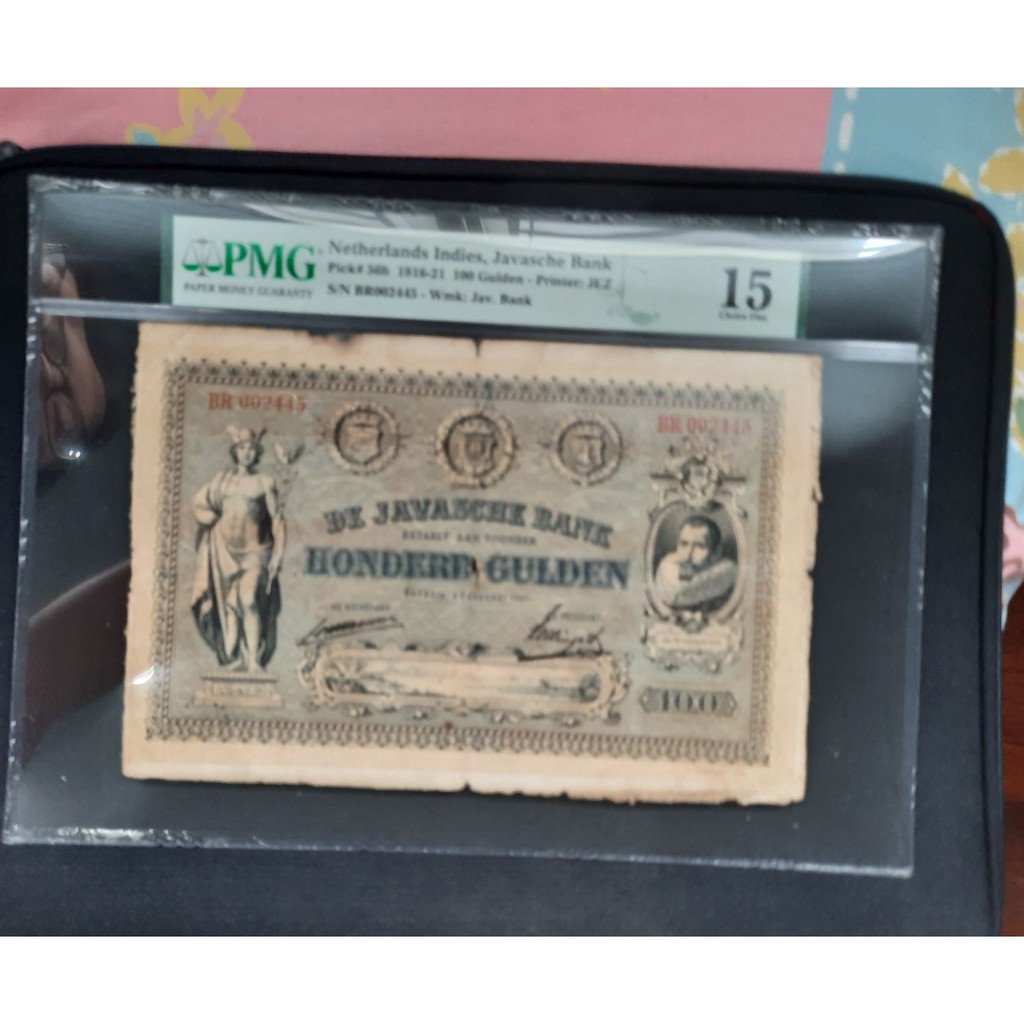 PMG
PAPER MONEY GUARANTY
Netherlands Indies, Javasche Bank
Pick# 56b 1916-21 100 Gulden - Printer: JEZ
S/N BR002445 - Wmk: Jav. Bank
15
Choice Fine
BR 002445
BR 002445
DE JAVASCHE BANK
BETAALT AAN TOONDER
HONDERD GULDEN
100